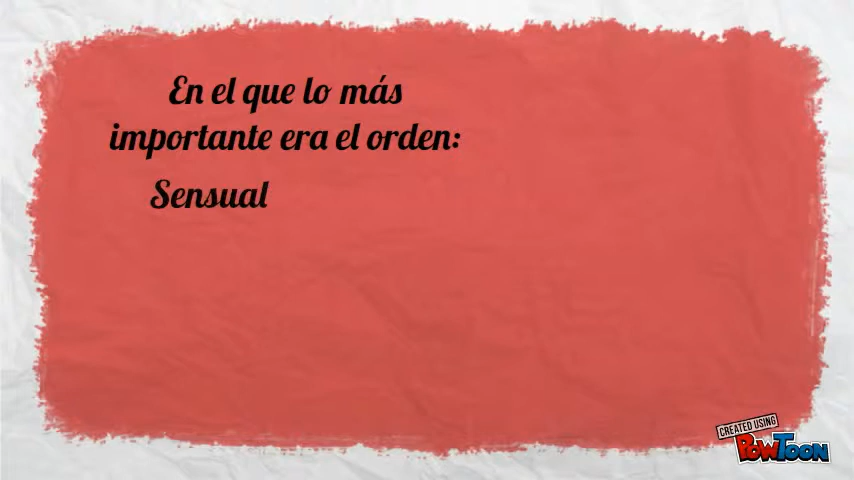 En el que lo más
importante era el orden:
Sensual
CREATED USING
POWTOON